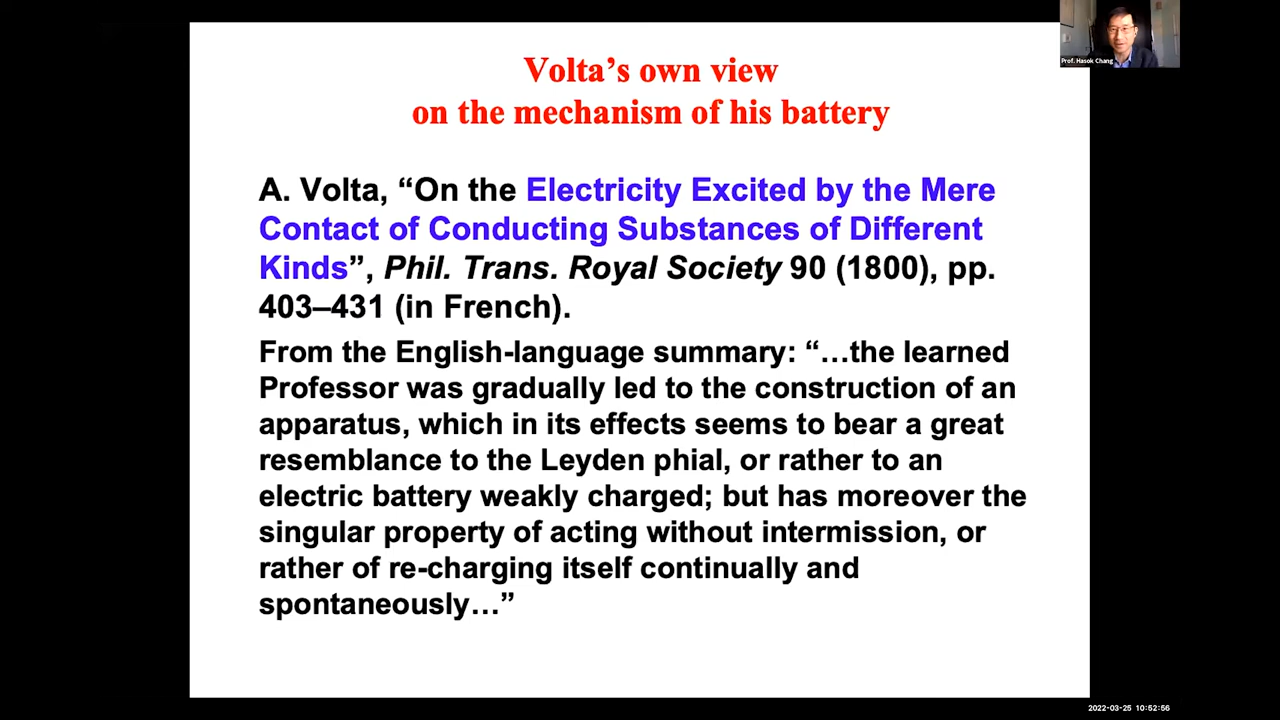 Volta’s own view
on the mechanism of his battery
A. Volta, “On the Electricity Excited by the Mere
Contact of Conducting Substances of Different
Kinds”, Phil. Trans. Royal Society 90 (1800), pp.
403–431 (in French).
From the English-language summary: “…the learned
Professor was gradually led to the construction of an
apparatus, which in its effects seems to bear a great
resemblance to the Leyden phial, or rather to an
electric battery weakly charged; but has moreover the
singular property of acting without intermission, or
rather of re-charging itself continually and
spontaneously…”
Prof. Hasok Chang
2022-03-25 10:52:56